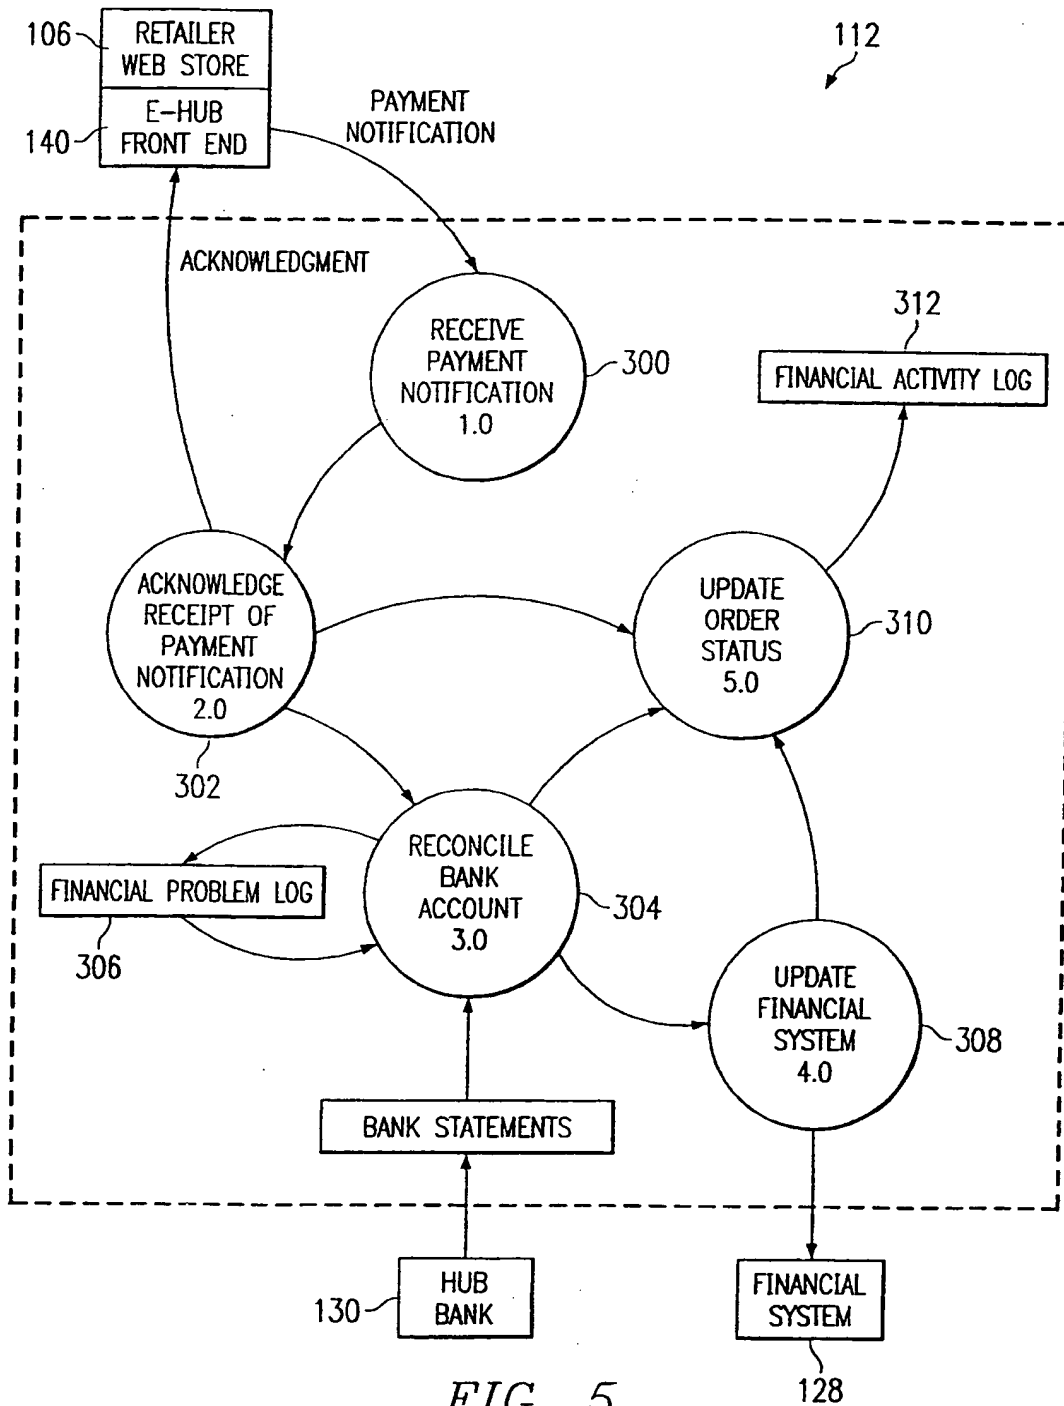 106
RETAILER
WEB STORE
112
140
E-HUB
FRONT END
PAYMENT
NOTIFICATION
ACKNOWLEDGMENT
RECEIVE
PAYMENT
NOTIFICATION
1.0
300
312
FINANCIAL ACTIVITY LOG
ACKNOWLEDGE
RECEIPT OF
PAYMENT
NOTIFICATION
2.0
302
UPDATE
ORDER
STATUS
5.0
310
FINANCIAL PROBLEM LOG
306
RECONCILE
BANK
ACCOUNT
3.0
304
UPDATE
FINANCIAL
SYSTEM
4.0
308
BANK STATEMENTS
130
HUB
BANK
FINANCIAL
SYSTEM
128
FIG. 5